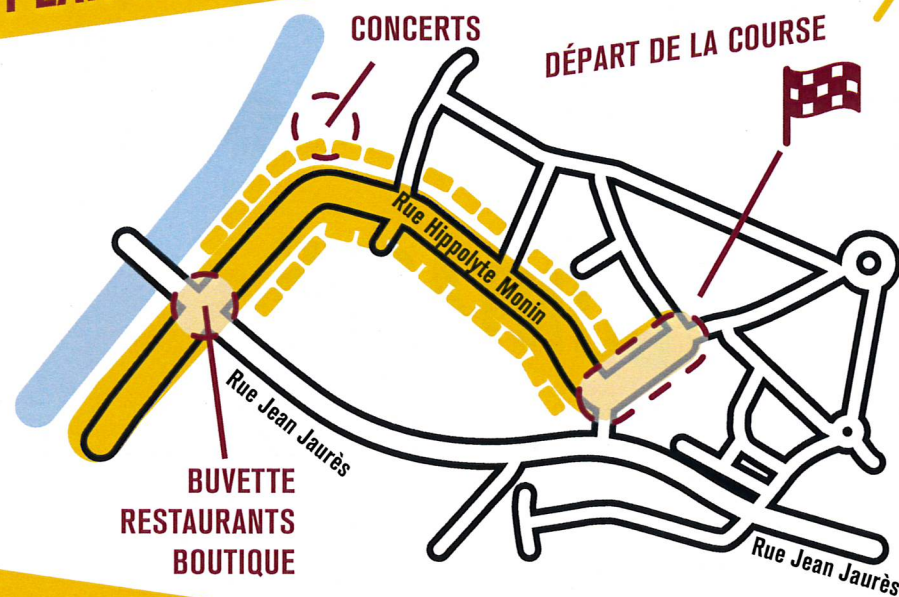 CONCERTS
DÉPART DE LA COURSE
Rue Hippolyte Monin
Rue Jean Jaurès
BUVETTE
RESTAURANTS
BOUTIQUE
Rue Jean Jaurès